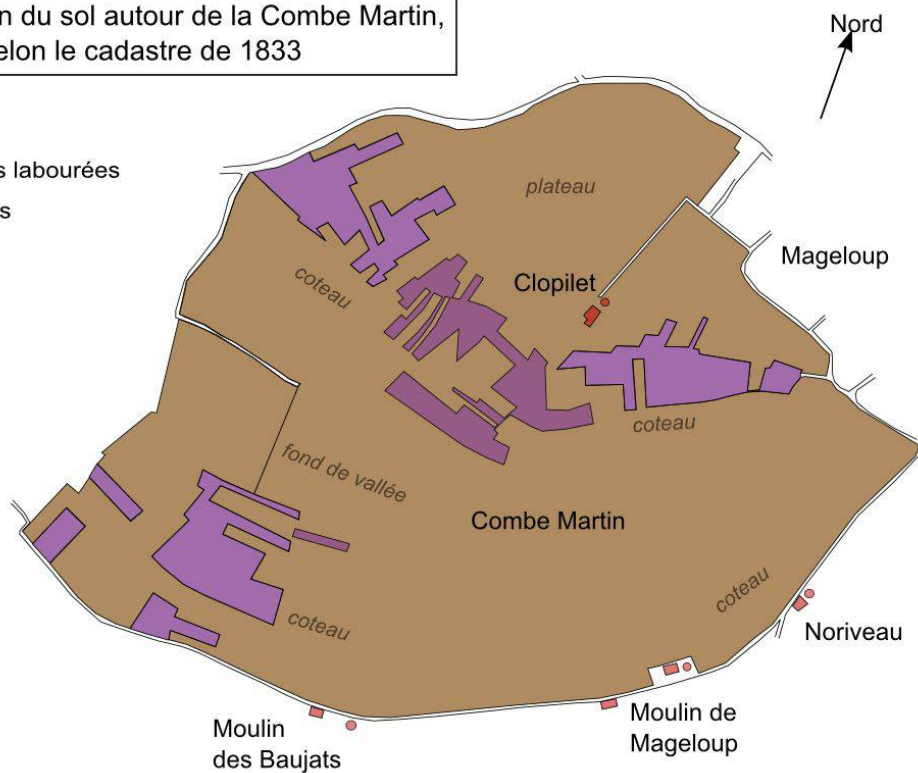 n du sol autour de la Combe Martin,
elon le cadastre de 1833
Nord
s labourées
s
plateau
Mageloup
Clopilet
coteau
coteau
fond de vallée
Combe Martin
coteau
coteau
Noriveau
Moulin de
Mageloup
Moulin
des Baujats